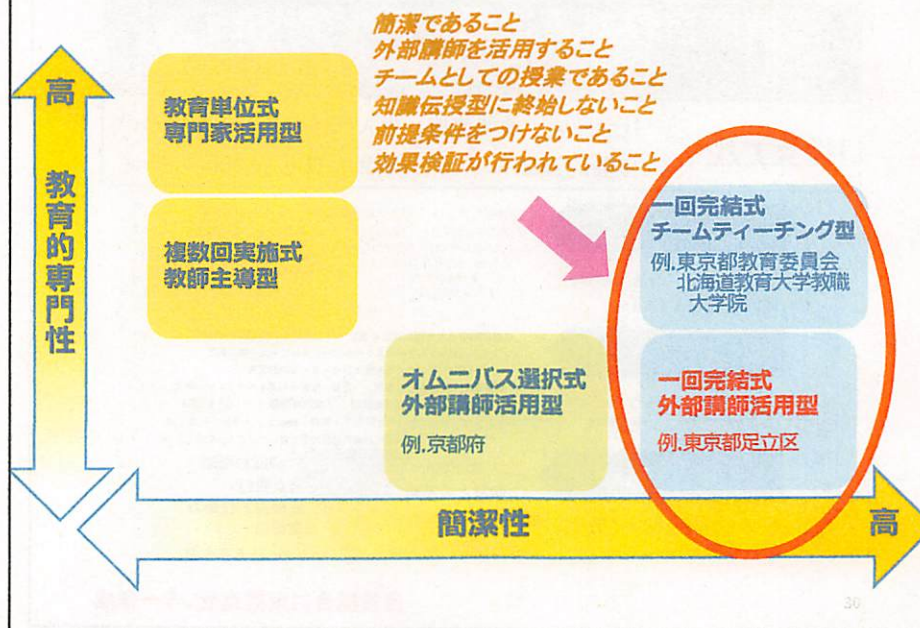 簡潔であること
外部講師を活用すること
チームとしての授業であること
知識伝授型に終始しないこと
前提条件をつけないこと
効果検証が行われていること
高
教育的専門性
教育単位式
専門家活用型
複数回実施式
教師主導型
一回完結式
チームティーチング型
例.東京都教育委員会
北海道教育大学教職
大学院
オムニバス選択式
外部講師活用型
例.京都府
一回完結式
外部講師活用型
例.東京都足立区
簡潔性
高
30